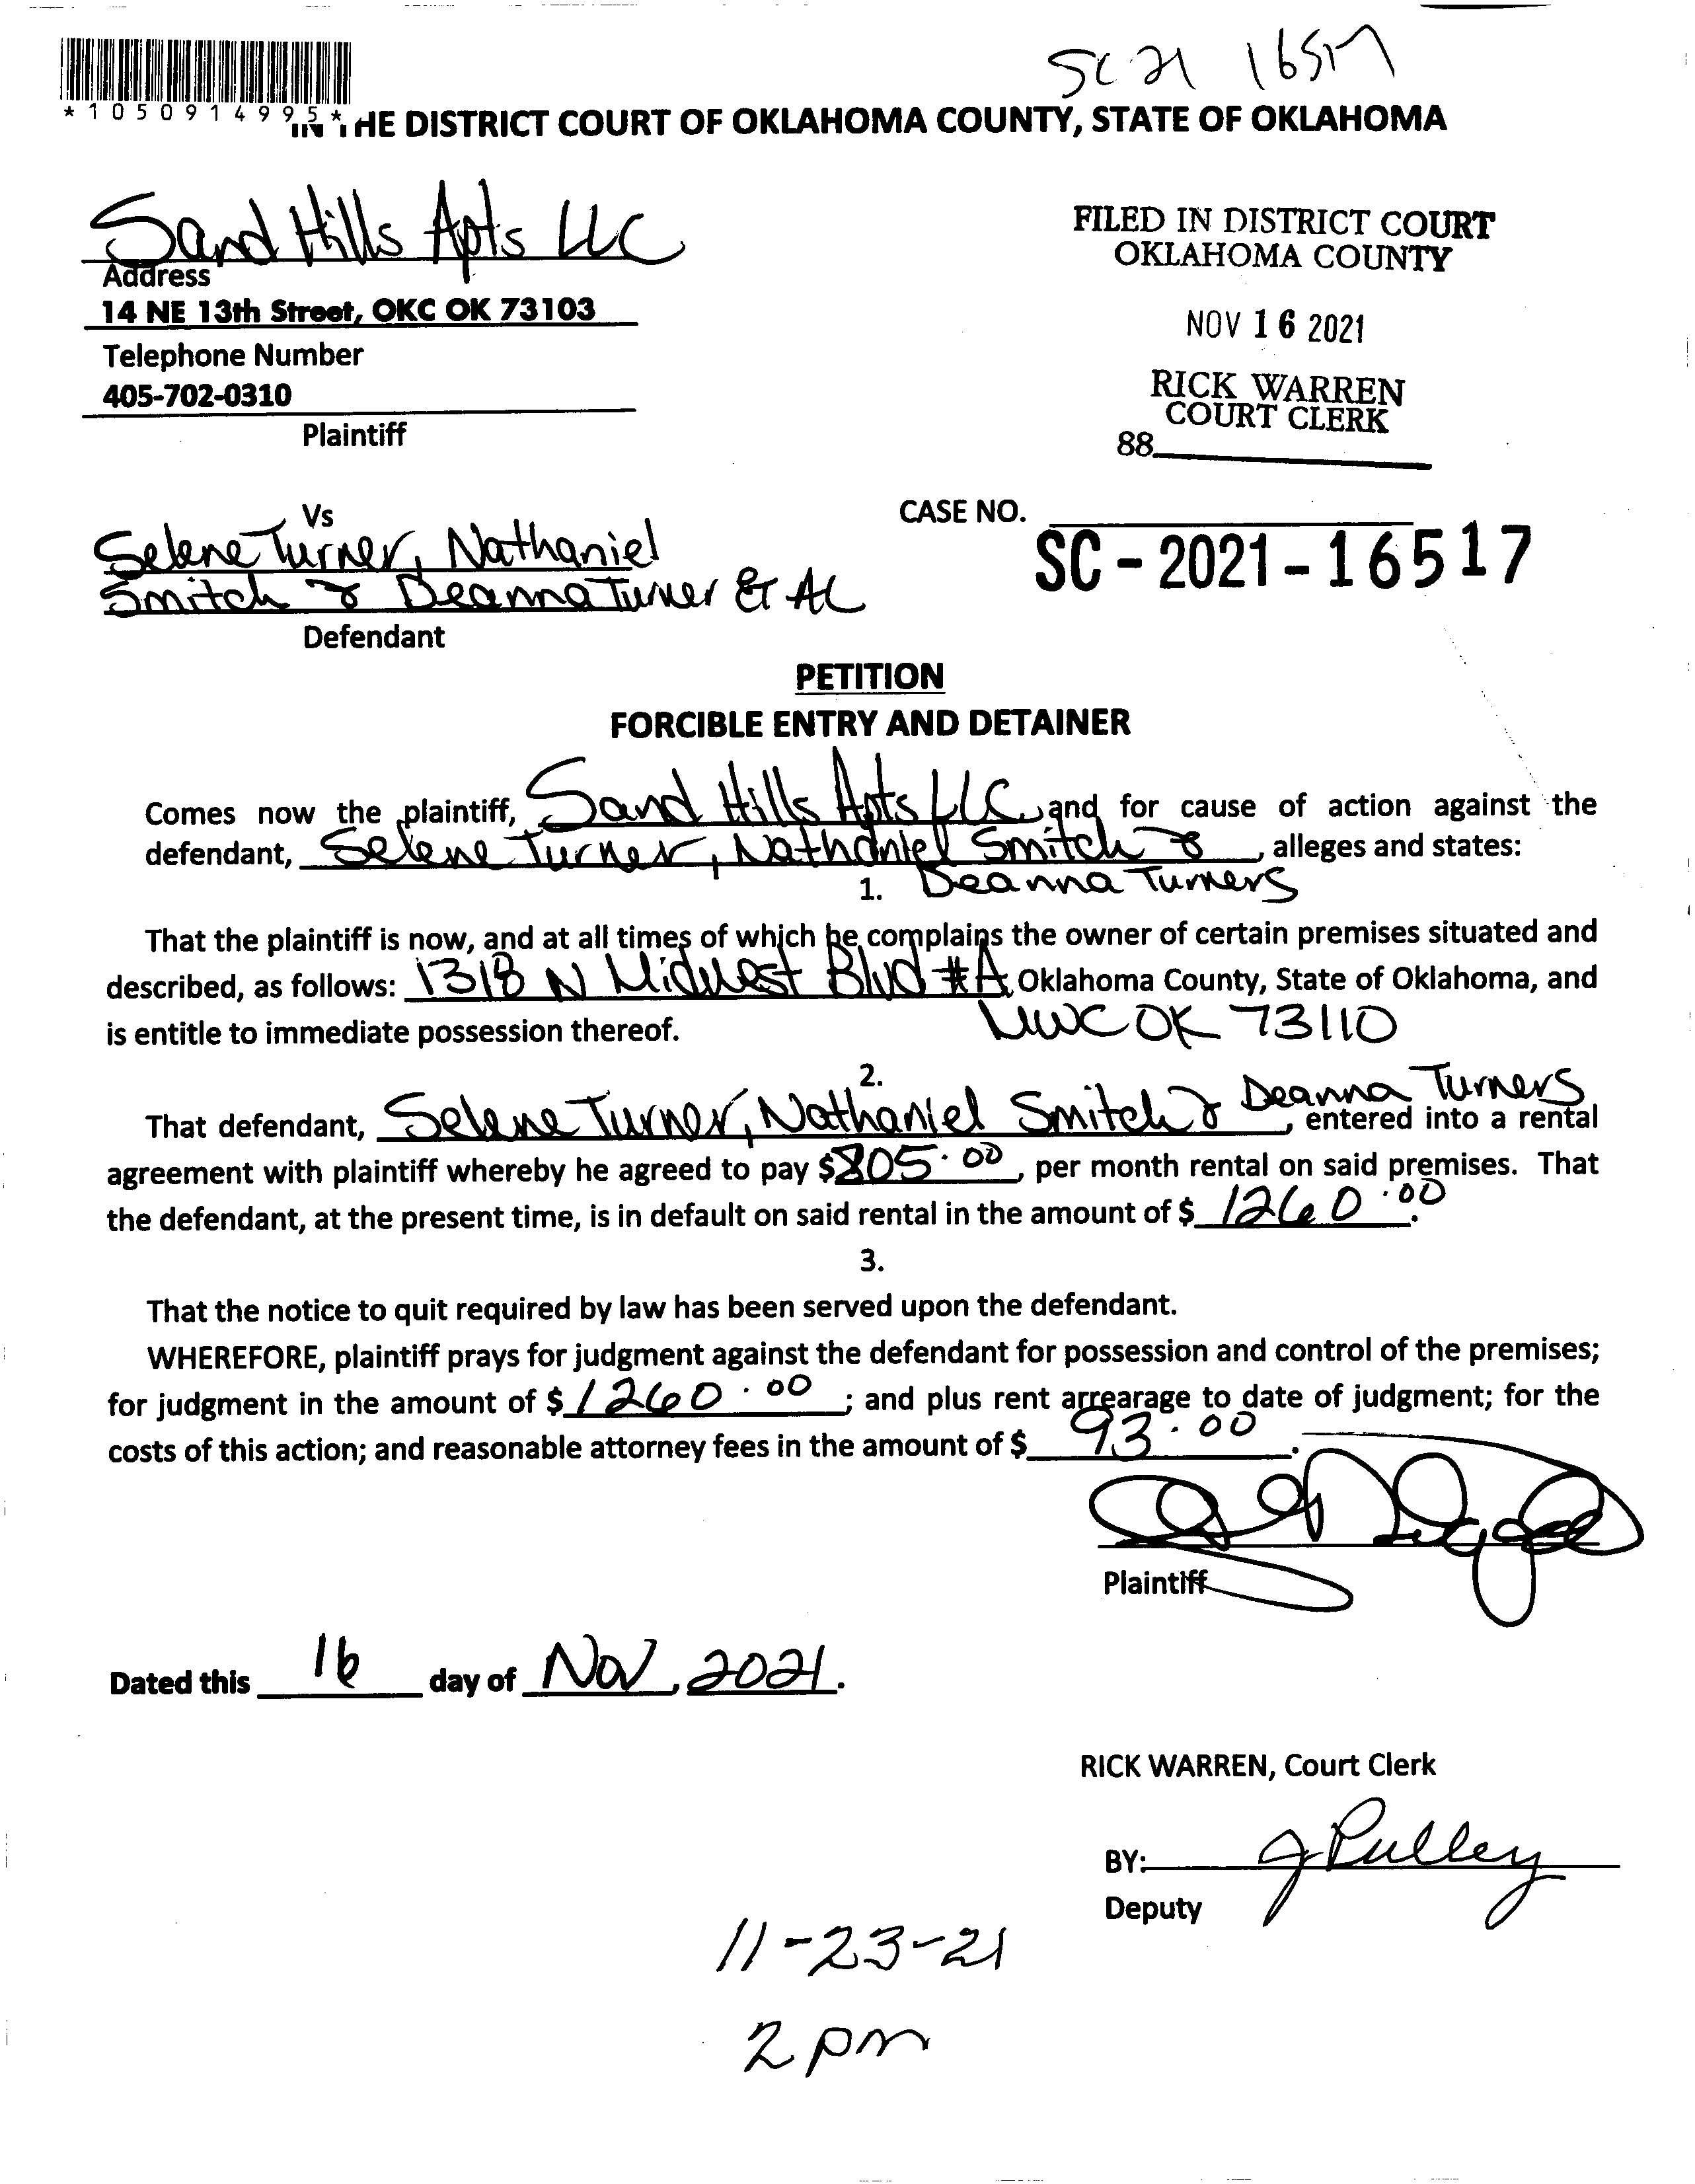 SC 21 16517
*1050914995*
IN THE DISTRICT COURT OF OKLAHOMA COUNTY, STATE OF OKLAHOMA
Sand Hills Apts LLC
Address
14 NE 13th Street, OKC OK 73103
Telephone Number
405-702-0310
Plaintiff
FILED IN DISTRICT COURT
OKLAHOMA COUNTY
NOV 16 2021
RICK WARREN
COURT CLERK
88
Vs
Selene Turner, Nathaniel
Smitch & Deanna Turner Et AL
Defendant
CASE NO.
SC-2021-16517
PETITION
FORCIBLE ENTRY AND DETAINER
Comes now the plaintiff, Sand Hills Apts LLC, and for cause of action against the
defendant, Selene Turner, Nathaniel Smitch & , alleges and states:
1. Deanna Turners
That the plaintiff is now, and at all times of which he complains the owner of certain premises situated and
described, as follows: 1318 N Midwest Blvd #A, Oklahoma County, State of Oklahoma, and
MWC OK 73110
is entitle to immediate possession thereof.
2.
That defendant, Selene Turner, Nathaniel Smitch & Deanna Turners, entered into a rental
agreement with plaintiff whereby he agreed to pay $805.00, per month rental on said premises. That
the defendant, at the present time, is in default on said rental in the amount of $ 1260.00.
3.
That the notice to quit required by law has been served upon the defendant.
WHEREFORE, plaintiff prays for judgment against the defendant for possession and control of the premises;
for judgment in the amount of $ 1260.00 ; and plus rent arrearage to date of judgment; for the
costs of this action; and reasonable attorney fees in the amount of $ 93.00.
Plaintiff
Dated this 16 day of Nov, 2021.
RICK WARREN, Court Clerk
BY: J Pulley
Deputy
11-23-21
2 pm